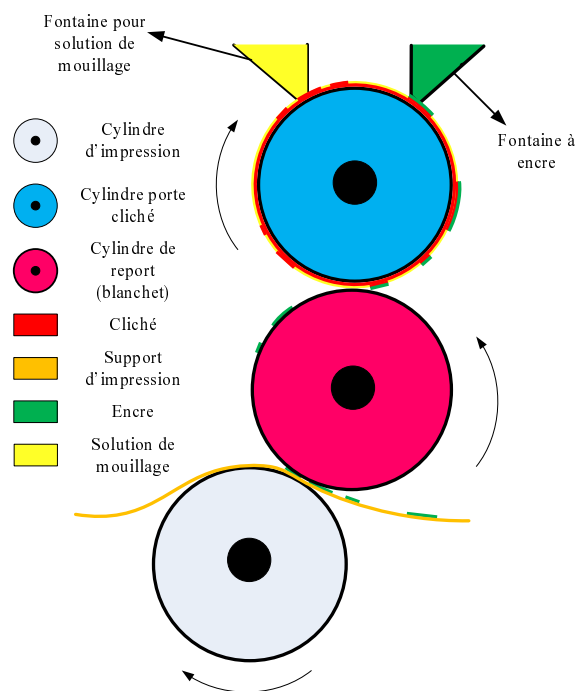 Fontaine pour
solution de
mouillage
Fontaine à
encre
Cylindre
d'impression
Cylindre porte
cliché
Cylindre de
report
(blanchet)
Cliché
Support
d'impression
Encre
Solution de
mouillage